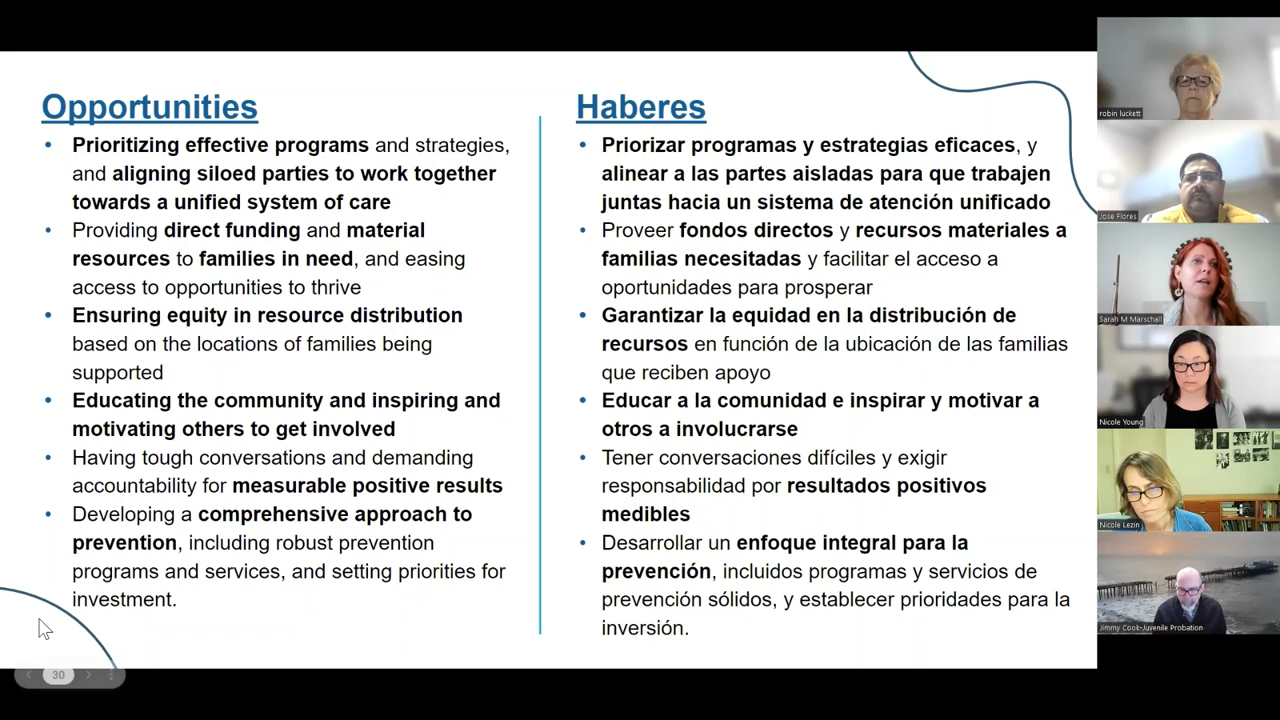 Opportunities
• Prioritizing effective programs and strategies,
and aligning siloed parties to work together
towards a unified system of care
• Providing direct funding and material
resources to families in need, and easing
access to opportunities to thrive
• Ensuring equity in resource distribution
based on the locations of families being
supported
• Educating the community and inspiring and
motivating others to get involved
• Having tough conversations and demanding
accountability for measurable positive results
• Developing a comprehensive approach to
prevention, including robust prevention
programs and services, and setting priorities for
investment.
Haberes
• Priorizar programas y estrategias eficaces, y
alinear a las partes aisladas para que trabajen
juntas hacia un sistema de atención unificado
• Proveer fondos directos y recursos materiales a
familias necesitadas y facilitar el acceso a
oportunidades para prosperar
• Garantizar la equidad en la distribución de
recursos en función de la ubicación de las familias
que reciben apoyo
• Educar a la comunidad e inspirar y motivar a
otros a involucrarse
• Tener conversaciones difíciles y exigir
responsabilidad por resultados positivos
medibles
• Desarrollar un enfoque integral para la
prevención, incluidos programas y servicios de
prevención sólidos, y establecer prioridades para la
inversión.
30
robin luckett
Jose Flores
Sarah M Marschall
Nicole Young
Nicole Lezin
Jimmy Cook-Juvenile Probation